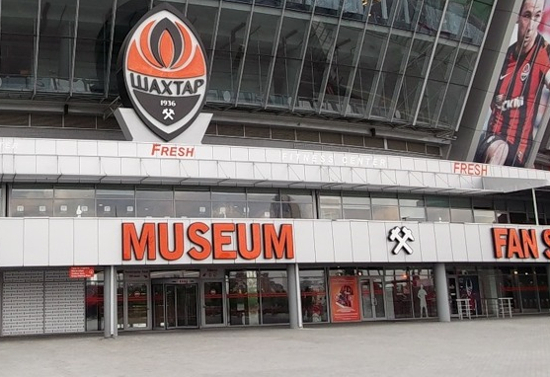 ШАХТАР
1936
FRESH
FITNESS CENTER
FRESH
MUSEUM
FAN S